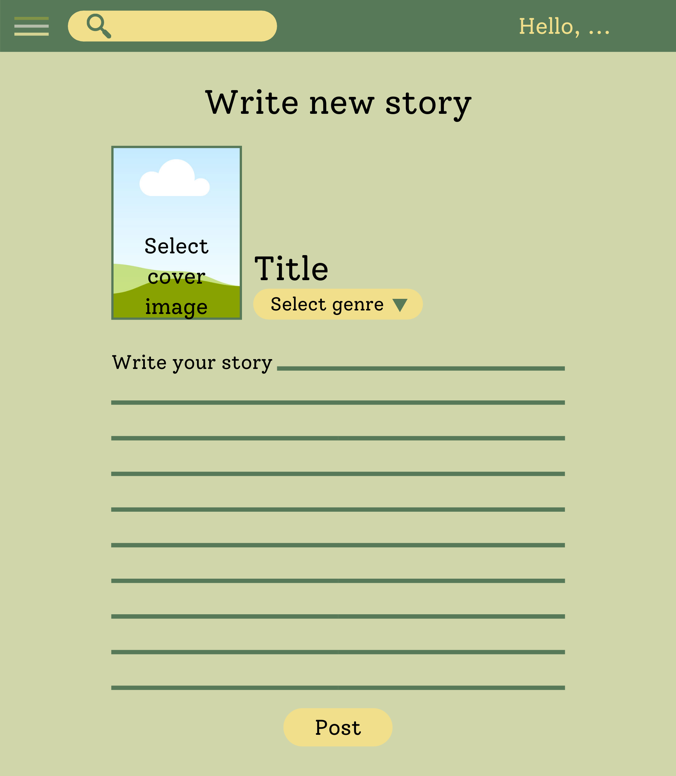 Hello, ...
Write new story
Select
cover
image
Title
Select genre
Write your story
Post